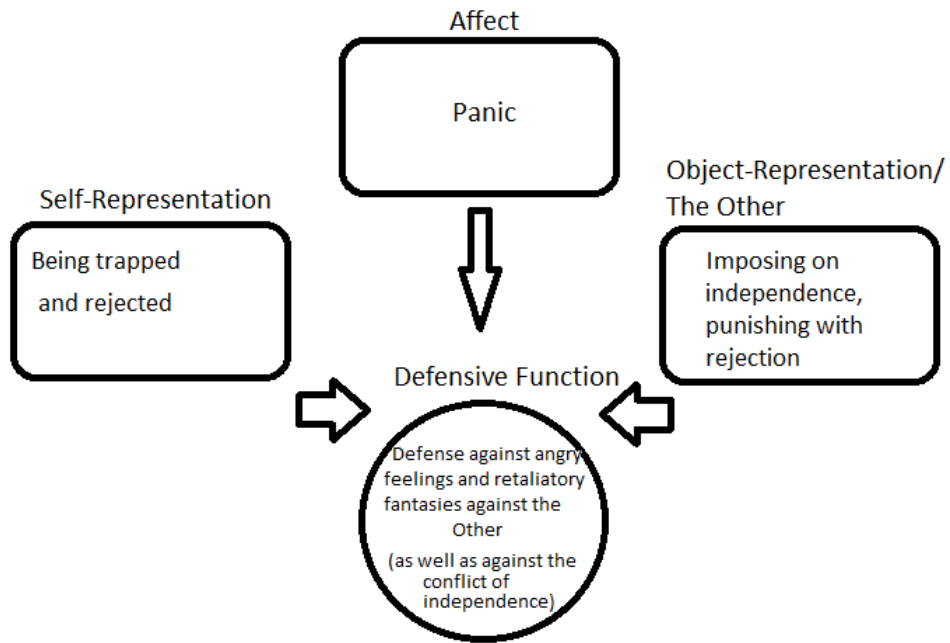 Affect
Panic
Self-Representation
Being trapped
and rejected
Object-Representation/
The Other
Imposing on
independence,
punishing with
rejection
Defensive Function
Defense against angry
feelings and retaliatory
fantasies against the
Other
(as well as against the
conflict of
independence)